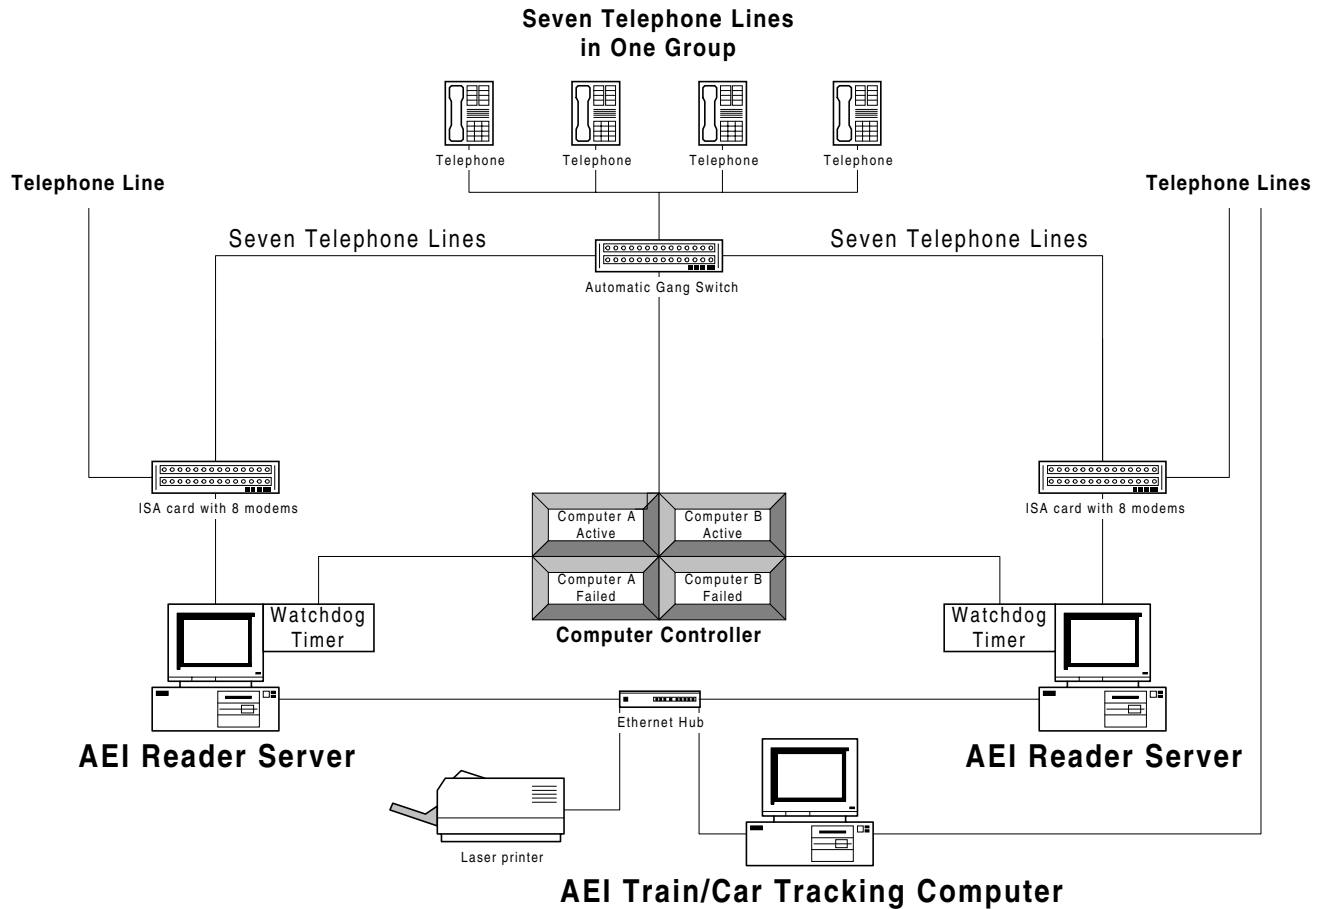 Seven Telephone Lines
in One Group
Telephone
Telephone
Telephone
Telephone
Telephone Line
Telephone Lines
Seven Telephone Lines
Seven Telephone Lines
Automatic Gang Switch
ISA card with 8 modems
ISA card with 8 modems
Computer A
Active
Computer B
Active
Computer A
Failed
Computer B
Failed
Computer Controller
Watchdog
Timer
Watchdog
Timer
Ethernet Hub
AEI Reader Server
AEI Reader Server
Laser printer
AEI Train/Car Tracking Computer